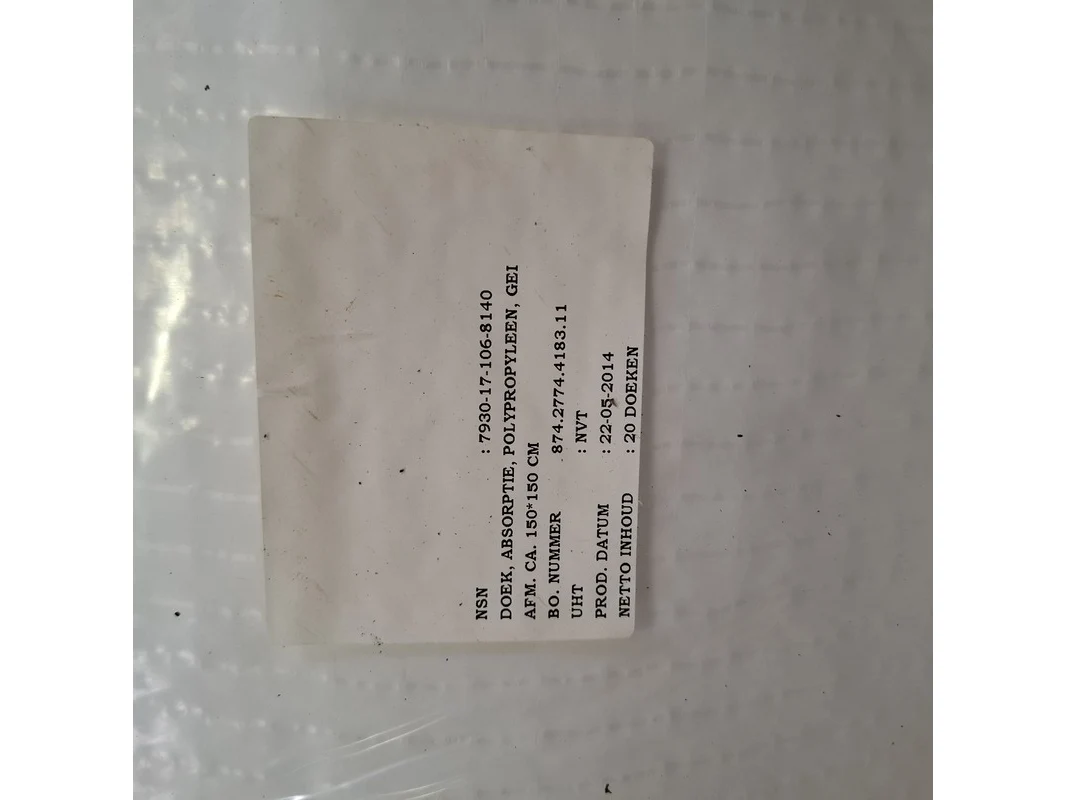 NSN : 7930-17-106-8140
DOEK, ABSORPTIE, POLYPROPYLEEN, GEI
AFM. CA. 150*150 CM
BO. NUMMER 874.2774.4183.11
UHT : NVT
PROD. DATUM : 22-05-2014
NETTO INHOUD : 20 DOEKEN